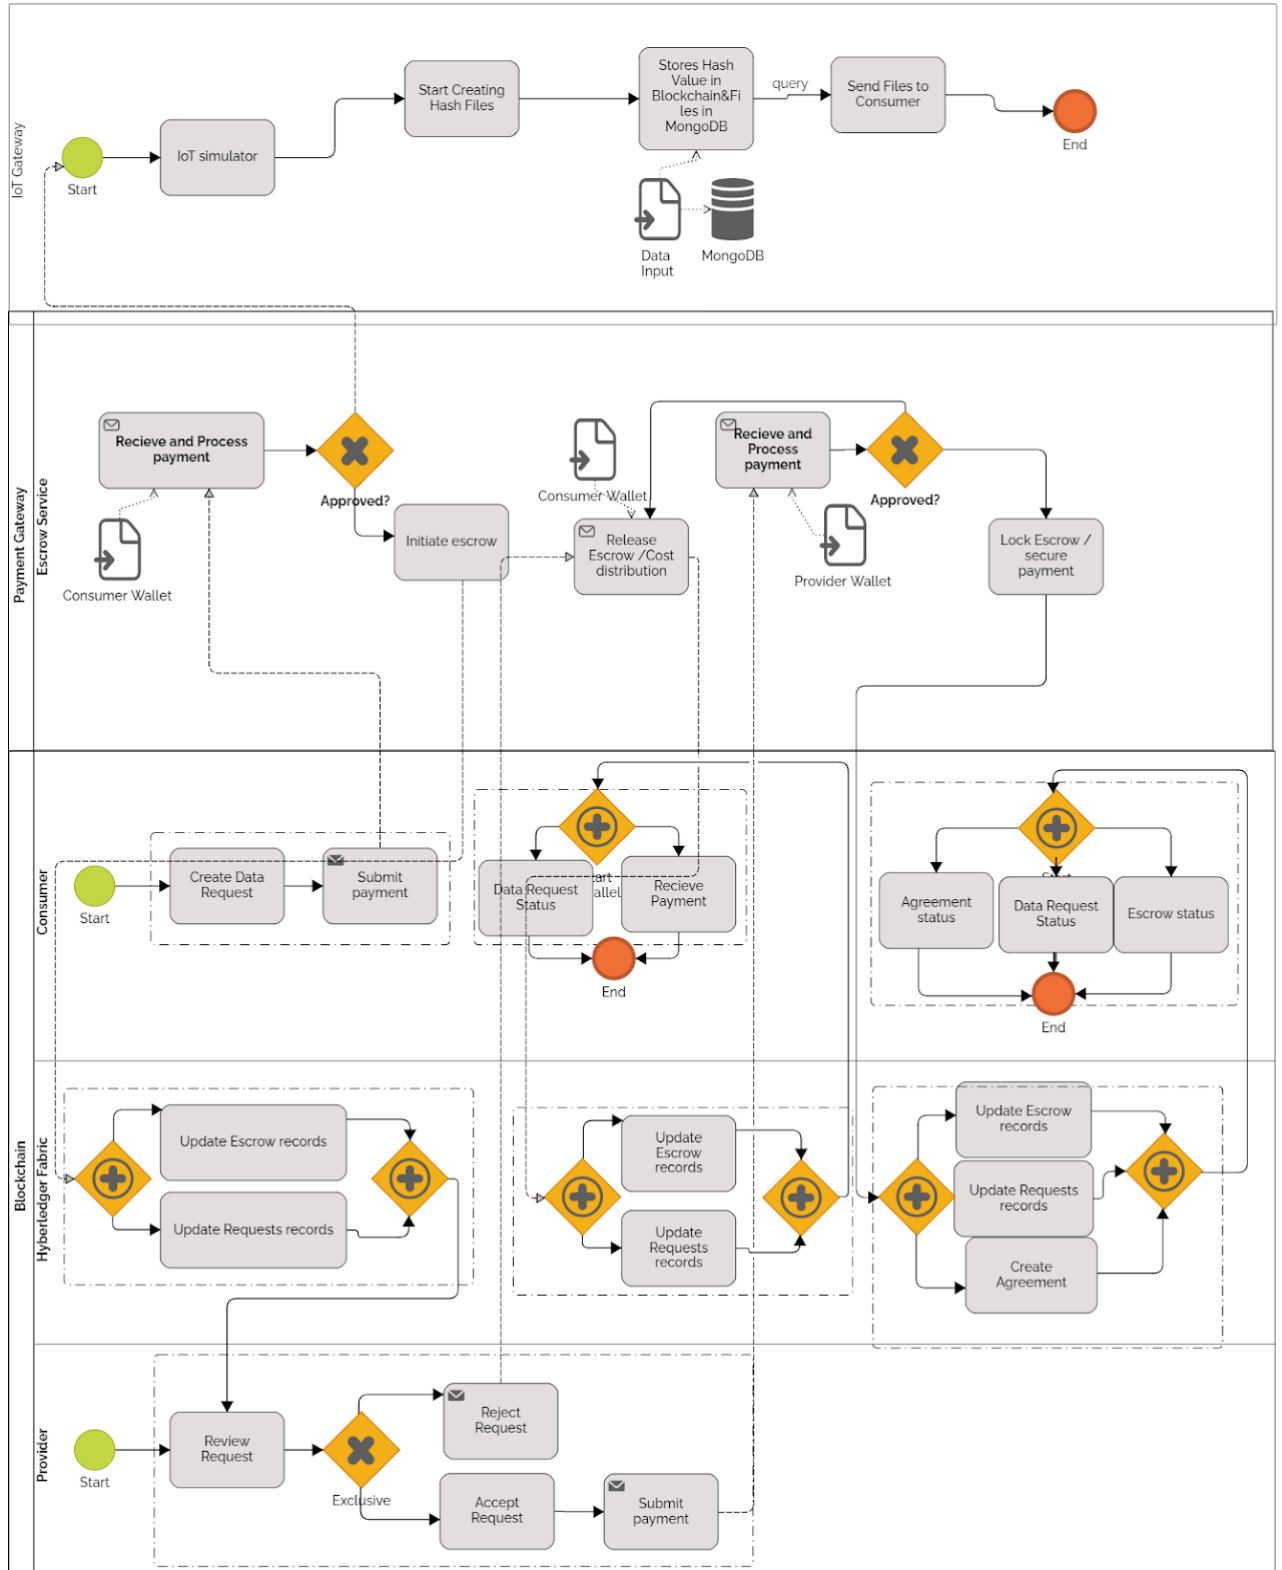 IoT Gateway
Start
IoT simulator
Start Creating
Hash Files
Stores Hash
Value in
Blockchain&Fi
les in
MongoDB
query
Send Files to
Consumer
End
Data
Input
MongoDB
Payment Gateway
Escrow Service
Recieve and Process
payment
Consumer Wallet
Approved?
Initiate escrow
Consumer Wallet
Release
Escrow /Cost
distribution
Recieve and
Process
payment
Provider Wallet
Approved?
Lock Escrow /
secure
payment
Blockchain
Consumer
Start
Create Data
Request
Submit
payment
Data Request
Status
Recieve
Payment
End
Agreement
status
Data Request
Status
Escrow status
End
Hyberledger Fabric
Update Escrow records
Update Requests records
Update
Escrow
records
Update
Requests
records
Update Escrow
records
Update Requests
records
Create
Agreement
Provider
Start
Review
Request
Exclusive
Reject
Request
Accept
Request
Submit
payment